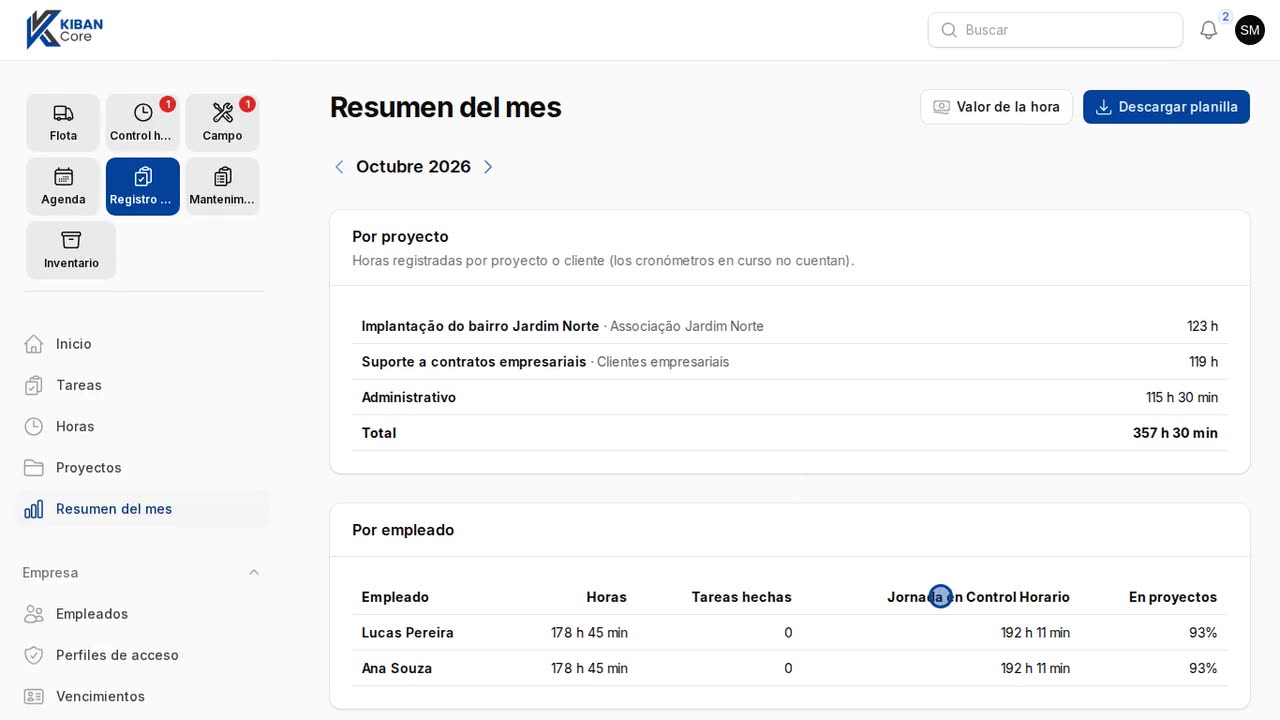 KIBAN
Core
Buscar
2
SM
Flota
1
Control h...
1
Campo
Agenda
Registro ...
Mantenim...
Inventario
Inicio
Tareas
Horas
Proyectos
Resumen del mes
Empresa
Empleados
Perfiles de acceso
Vencimientos
Resumen del mes
Valor de la hora
Descargar planilla
Octubre 2026
Por proyecto
Horas registradas por proyecto o cliente (los cronómetros en curso no cuentan).
Implantação do bairro Jardim Norte · Associação Jardim Norte 123 h
Suporte a contratos empresariais · Clientes empresariais 119 h
Administrativo 115 h 30 min
Total 357 h 30 min
Por empleado
Empleado Horas Tareas hechas Jornada en Control Horario En proyectos
Lucas Pereira 178 h 45 min 0 192 h 11 min 93%
Ana Souza 178 h 45 min 0 192 h 11 min 93%